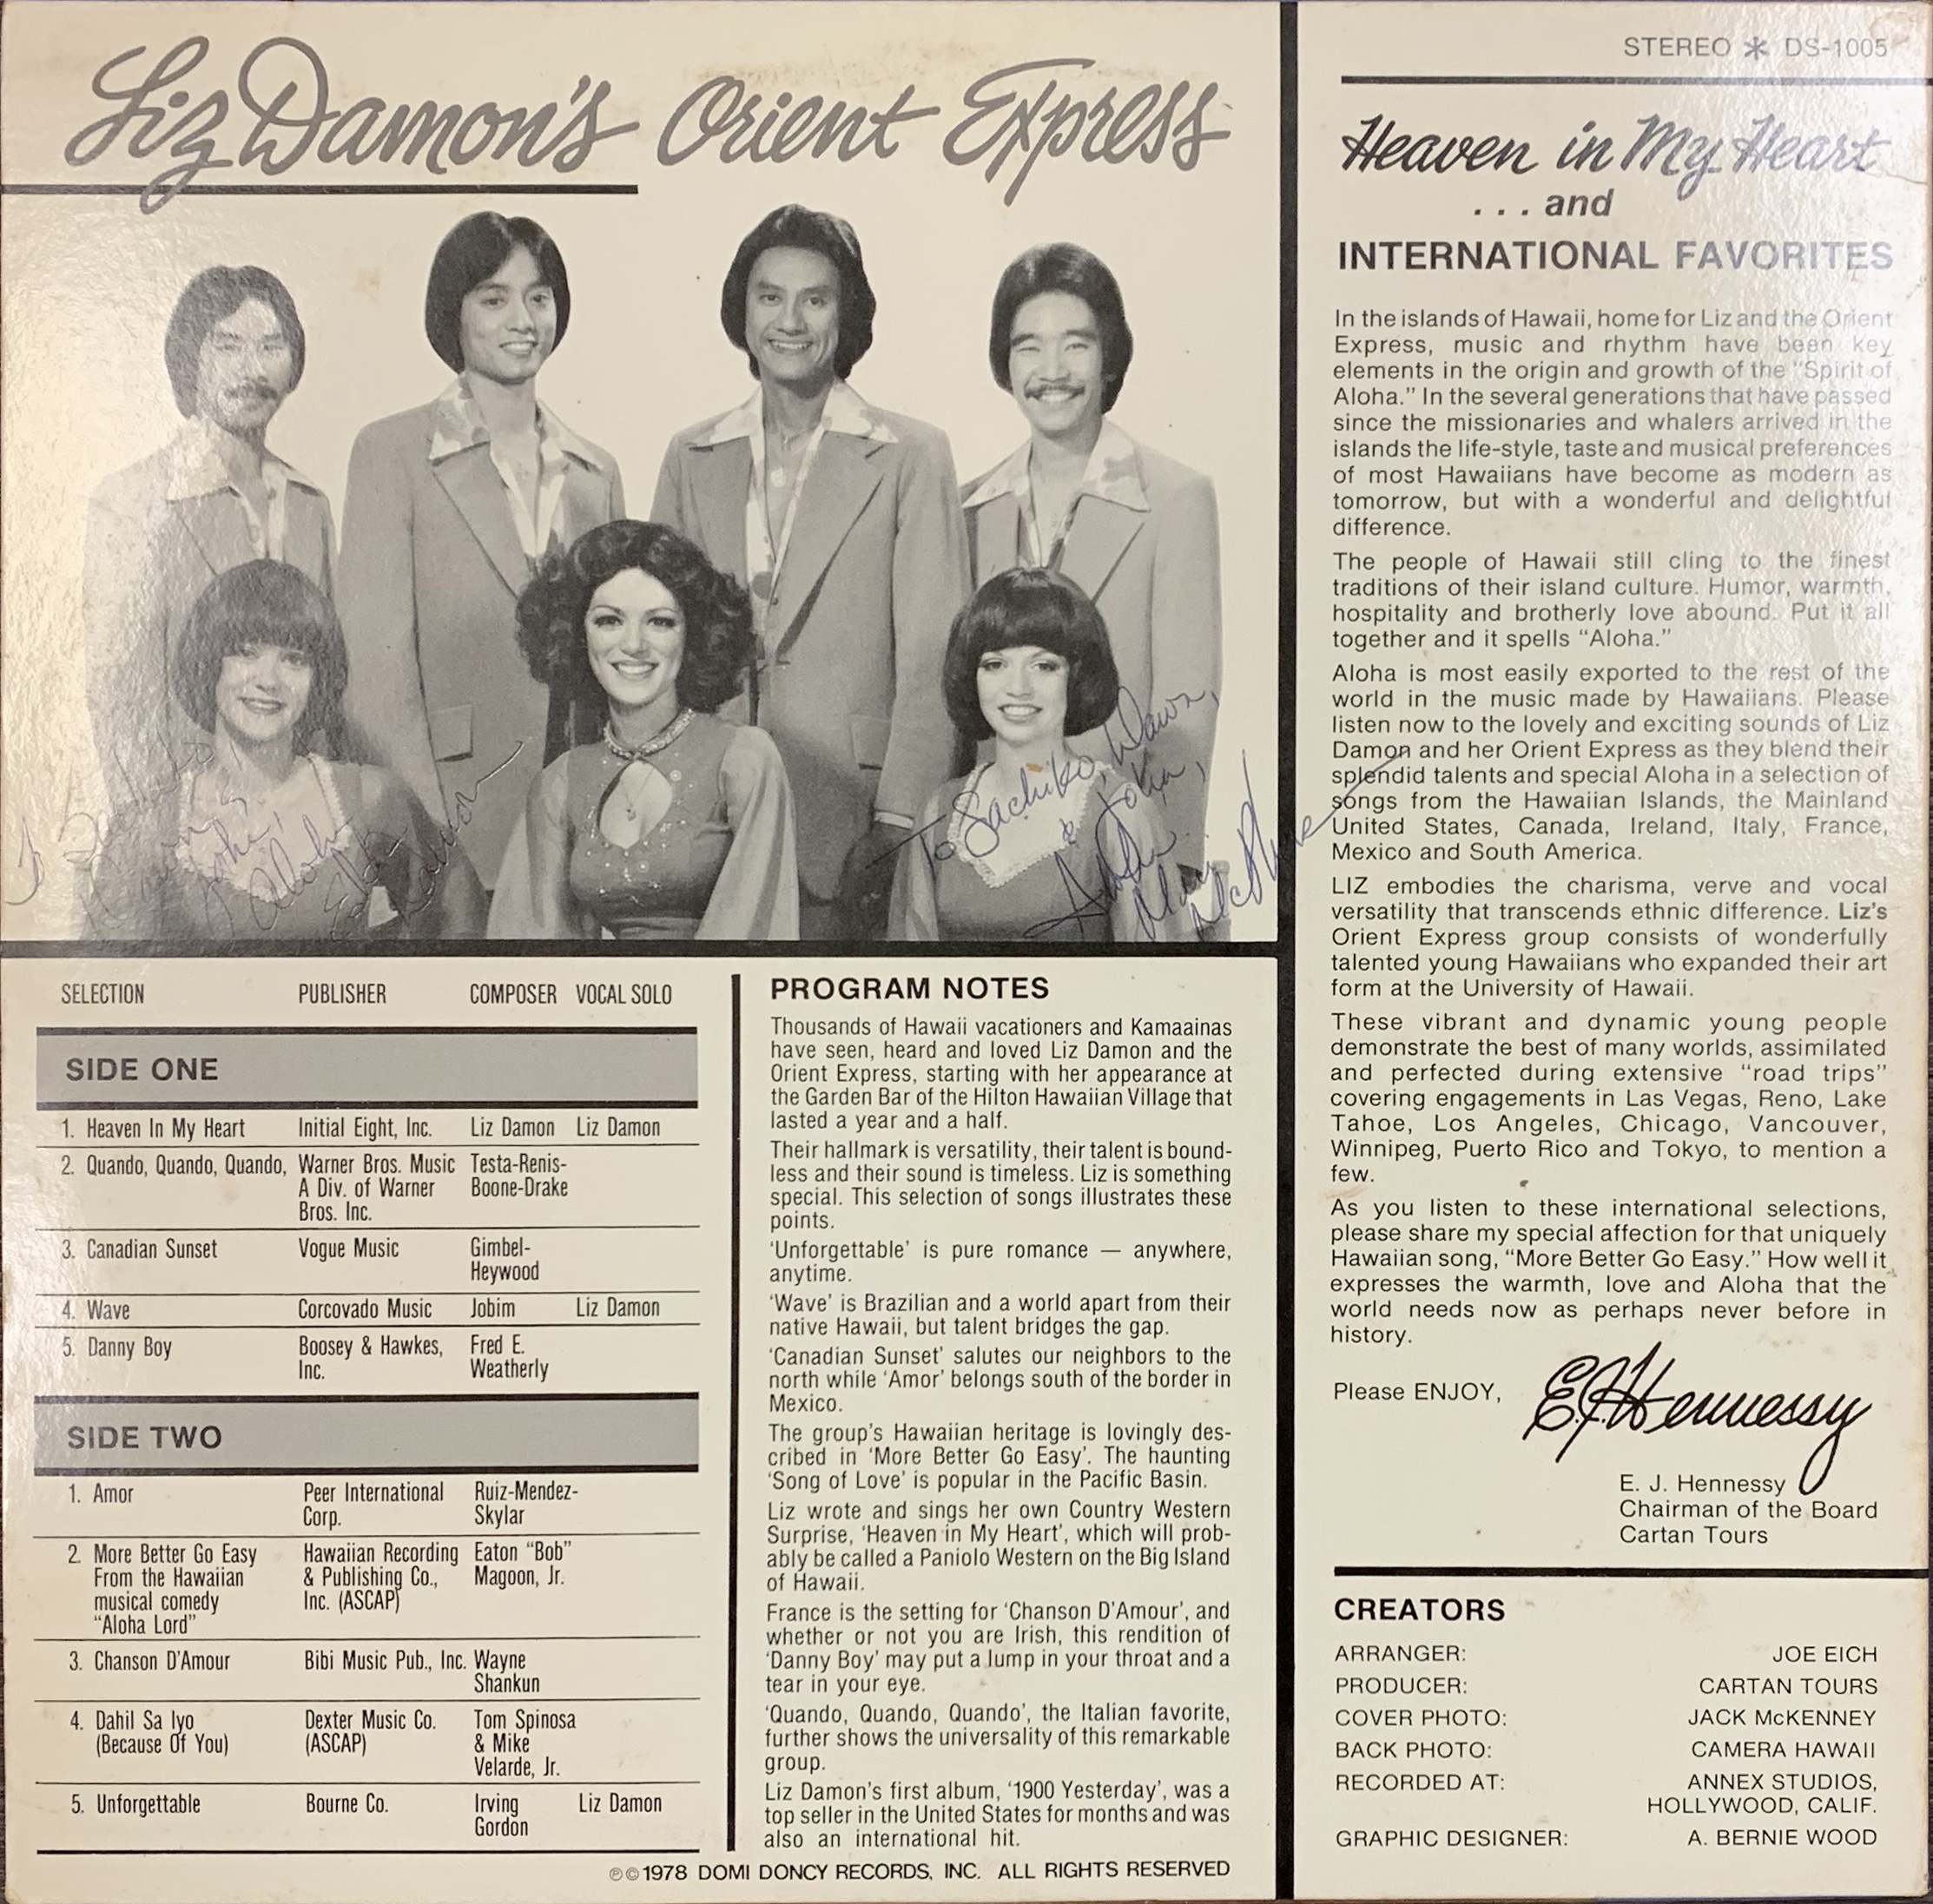 Liz Damon's Orient Express
To Sachiko, Dawn,
& John,
Aloha
SELECTION PUBLISHER COMPOSER VOCAL SOLO
SIDE ONE
1. Heaven In My Heart Initial Eight, Inc. Liz Damon Liz Damon
2. Quando, Quando, Quando, Warner Bros. Music Testa-Renis-
A Div. of Warner Boone-Drake
Bros. Inc.
3. Canadian Sunset Vogue Music Gimbel-
Heywood
4. Wave Corcovado Music Jobim Liz Damon
5. Danny Boy Boosey & Hawkes, Fred E.
Inc. Weatherly
SIDE TWO
1. Amor Peer International Ruiz-Mendez-
Corp. Skylar
2. More Better Go Easy Hawaiian Recording Eaton “Bob”
From the Hawaiian & Publishing Co., Magoon, Jr.
musical comedy Inc. (ASCAP)
“Aloha Lord”
3. Chanson D'Amour Bibi Music Pub., Inc. Wayne
Shankun
4. Dahil Sa Iyo Dexter Music Co. Tom Spinosa
(Because Of You) (ASCAP) & Mike
Velarde, Jr.
5. Unforgettable Bourne Co. Irving Liz Damon
Gordon
PROGRAM NOTES
Thousands of Hawaii vacationers and Kamaainas
have seen, heard and loved Liz Damon and the
Orient Express, starting with her appearance at
the Garden Bar of the Hilton Hawaiian Village that
lasted a year and a half.
Their hallmark is versatility, their talent is bound-
less and their sound is timeless. Liz is something
special. This selection of songs illustrates these
points.
‘Unforgettable’ is pure romance — anywhere,
anytime.
‘Wave’ is Brazilian and a world apart from their
native Hawaii, but talent bridges the gap.
‘Canadian Sunset’ salutes our neighbors to the
north while ‘Amor’ belongs south of the border in
Mexico.
The group's Hawaiian heritage is lovingly des-
cribed in ‘More Better Go Easy’. The haunting
‘Song of Love’ is popular in the Pacific Basin.
Liz wrote and sings her own Country Western
Surprise, ‘Heaven in My Heart’, which will prob-
ably be called a Paniolo Western on the Big Island
of Hawaii.
France is the setting for ‘Chanson D'Amour’, and
whether or not you are Irish, this rendition of
‘Danny Boy’ may put a lump in your throat and a
tear in your eye.
‘Quando, Quando, Quando’, the Italian favorite,
further shows the universality of this remarkable
group.
Liz Damon's first album, ‘1900 Yesterday’, was a
top seller in the United States for months and was
also an international hit.
℗©1978 DOMI DONCY RECORDS, INC. ALL RIGHTS RESERVED
STEREO * DS-1005
Heaven in My Heart
. . . and
INTERNATIONAL FAVORITES
In the islands of Hawaii, home for Liz and the Orient
Express, music and rhythm have been key
elements in the origin and growth of the “Spirit of
Aloha.” In the several generations that have passed
since the missionaries and whalers arrived in the
islands the life-style, taste and musical preferences
of most Hawaiians have become as modern as
tomorrow, but with a wonderful and delightful
difference.
The people of Hawaii still cling to the finest
traditions of their island culture. Humor, warmth,
hospitality and brotherly love abound. Put it all
together and it spells “Aloha.”
Aloha is most easily exported to the rest of the
world in the music made by Hawaiians. Please
listen now to the lovely and exciting sounds of Liz
Damon and her Orient Express as they blend their
splendid talents and special Aloha in a selection of
songs from the Hawaiian Islands, the Mainland
United States, Canada, Ireland, Italy, France,
Mexico and South America.
LIZ embodies the charisma, verve and vocal
versatility that transcends ethnic difference. Liz's
Orient Express group consists of wonderfully
talented young Hawaiians who expanded their art
form at the University of Hawaii.
These vibrant and dynamic young people
demonstrate the best of many worlds, assimilated
and perfected during extensive “road trips”
covering engagements in Las Vegas, Reno, Lake
Tahoe, Los Angeles, Chicago, Vancouver,
Winnipeg, Puerto Rico and Tokyo, to mention a
few.
As you listen to these international selections,
please share my special affection for that uniquely
Hawaiian song, “More Better Go Easy.” How well it
expresses the warmth, love and Aloha that the
world needs now as perhaps never before in
history.
Please ENJOY,
E. J. Hennessy
E. J. Hennessy
Chairman of the Board
Cartan Tours
CREATORS
ARRANGER: JOE EICH
PRODUCER: CARTAN TOURS
COVER PHOTO: JACK McKENNEY
BACK PHOTO: CAMERA HAWAII
RECORDED AT: ANNEX STUDIOS,
HOLLYWOOD, CALIF.
GRAPHIC DESIGNER: A. BERNIE WOOD